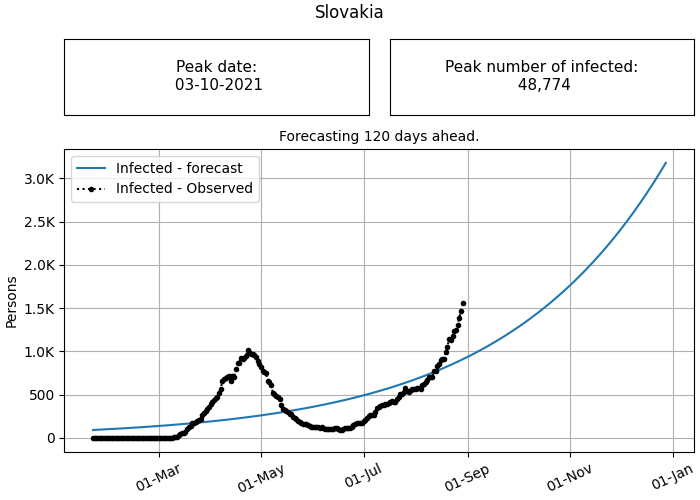 Slovakia
Peak date:
03-10-2021
Peak number of infected:
48,774
Forecasting 120 days ahead.
Infected - forecast
Infected - Observed
3.0K
2.5K
2.0K
1.5K
1.0K
500
0
Persons
01-Mar
01-May
01-Jul
01-Sep
01-Nov
01-Jan